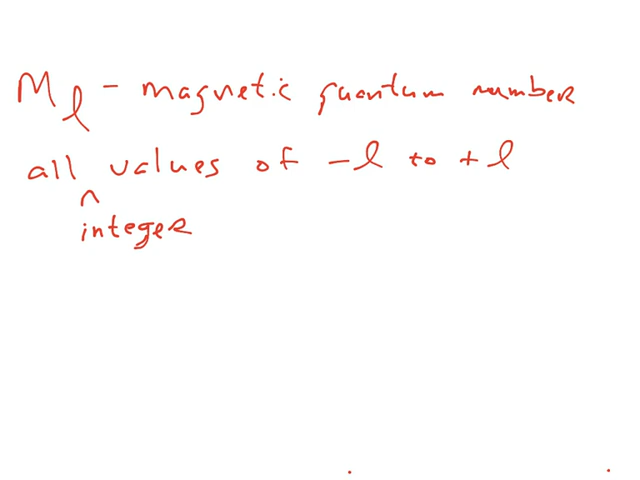 Mℓ - magnetic quantum number
all values of -ℓ to +ℓ
^
integer